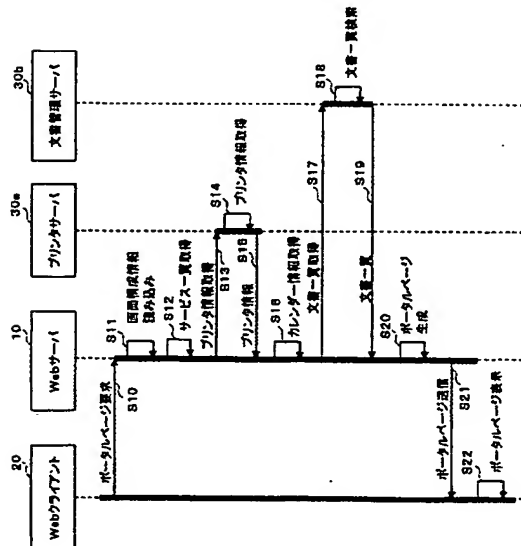 20
Webクライアント
10
Webサーバ
30a
プリンタサーバ
30b
文書管理サーバ
ポータルページ要求
S10
S11
画面構成情報
読み込み
S12
サービス一覧取得
プリンタ情報取得
S13
S14
プリンタ情報取得
プリンタ情報
S15
S16
カレンダー情報取得
文書一覧取得
S17
S18
文書一覧検索
文書一覧
S19
S20
ポータルページ
生成
ポータルページ送信
S21
S22
ポータルページ表示